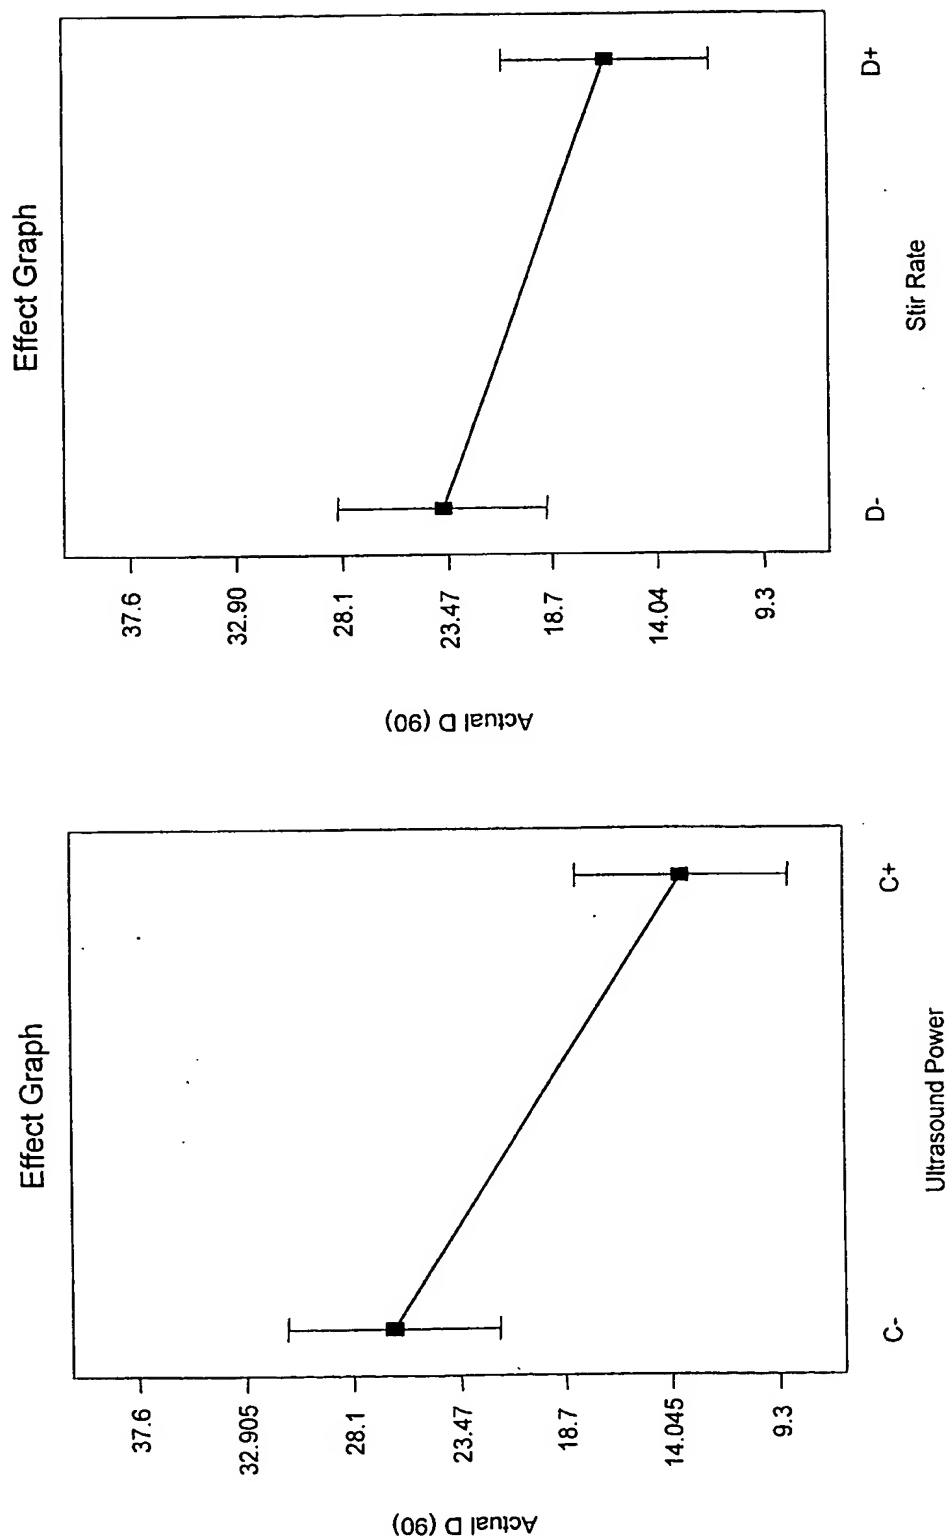 Effect Graph
37.6
32.905
28.1
23.47
18.7
14.045
9.3
Actual D (90)
C-
C+
Ultrasound Power
Effect Graph
37.6
32.90
28.1
23.47
18.7
14.04
9.3
Actual D (90)
D-
D+
Stir Rate